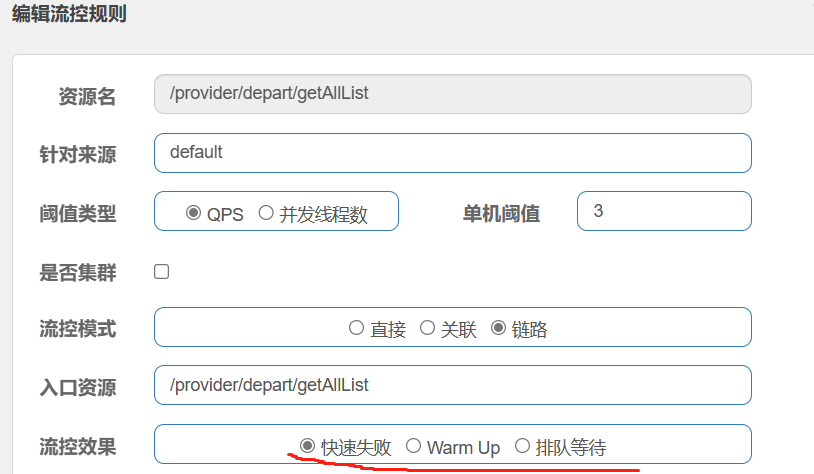 编辑流控规则
资源名 /provider/depart/getAllList
针对来源 default
阈值类型 QPS 并发线程数 单机阈值 3
是否集群
流控模式 直接 关联 链路
入口资源 /provider/depart/getAllList
流控效果 快速失败 Warm Up 排队等待